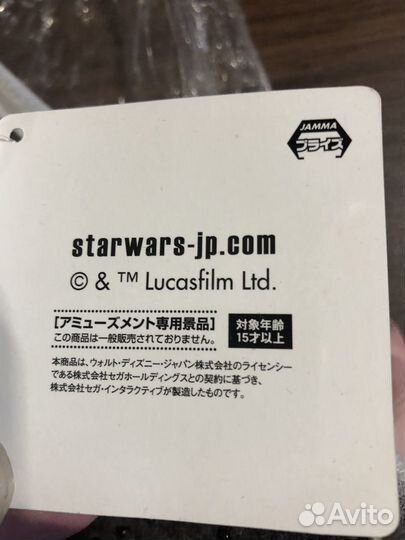 JAMMA
プライズ
starwars-jp.com
© & ™ Lucasfilm Ltd.
[アミューズメント専用景品]
この商品は一般販売されておりません。
対象年齢
15才以上
本商品は、ウォルト・ディズニー・ジャパン株式会社のライセンシー
である株式会社セガホールディングスとの契約に基づき、
株式会社セガ・インタラクティブが製造したものです。
Avito